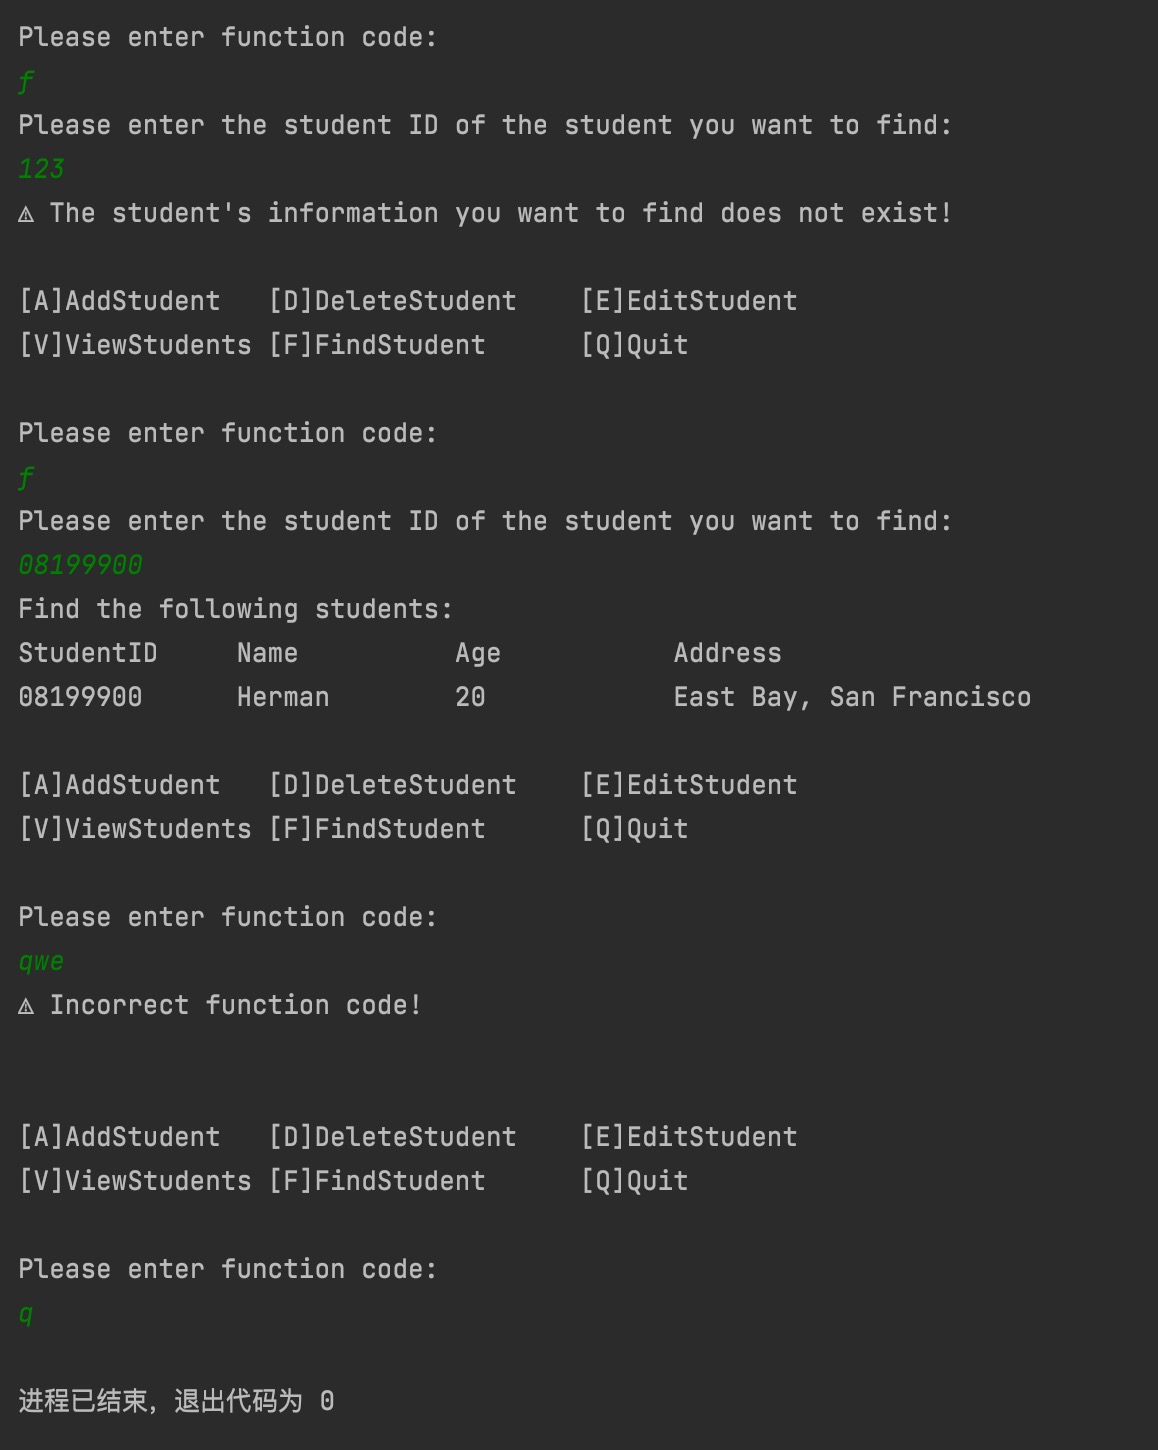 Please enter function code:
f
Please enter the student ID of the student you want to find:
123
⚠ The student's information you want to find does not exist!
[A]AddStudent   [D]DeleteStudent    [E]EditStudent
[V]ViewStudents [F]FindStudent      [Q]Quit
Please enter function code:
f
Please enter the student ID of the student you want to find:
08199900
Find the following students:
StudentID     Name          Age           Address
08199900      Herman        20            East Bay, San Francisco
[A]AddStudent   [D]DeleteStudent    [E]EditStudent
[V]ViewStudents [F]FindStudent      [Q]Quit
Please enter function code:
qwe
⚠ Incorrect function code!
[A]AddStudent   [D]DeleteStudent    [E]EditStudent
[V]ViewStudents [F]FindStudent      [Q]Quit
Please enter function code:
q
进程已结束，退出代码为 0